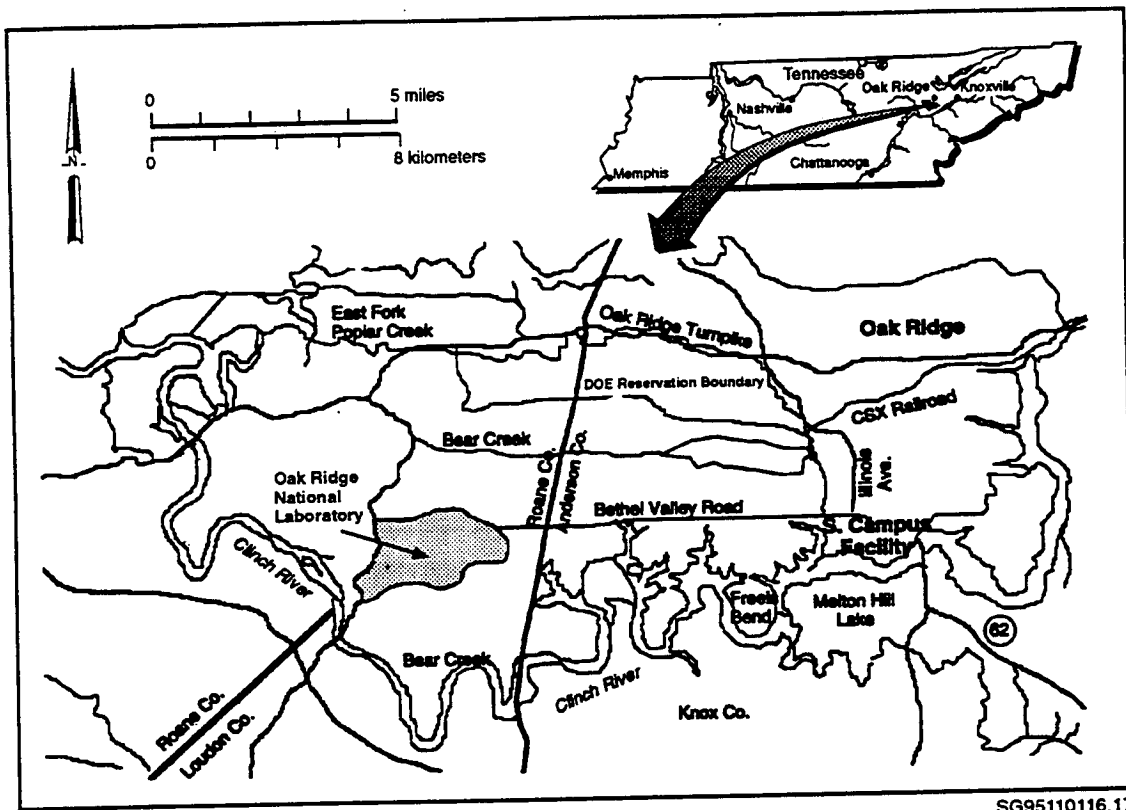 N
0
5 miles
0
8 kilometers
Tennessee
Oak Ridge
Knoxville
Nashville
Chattanooga
Memphis
East Fork
Poplar Creek
Oak Ridge Turnpike
Oak Ridge
DOE Reservation Boundary
CSX Railroad
Bear Creek
Roane Co.
Anderson Co.
Illinois
Ave.
Oak Ridge
National
Laboratory
Bethel Valley Road
S. Campus
Facility
Clinch River
Freels
Bend
Melton Hill
Lake
62
Bear Creek
Clinch River
Knox Co.
Roane Co.
Loudon Co.